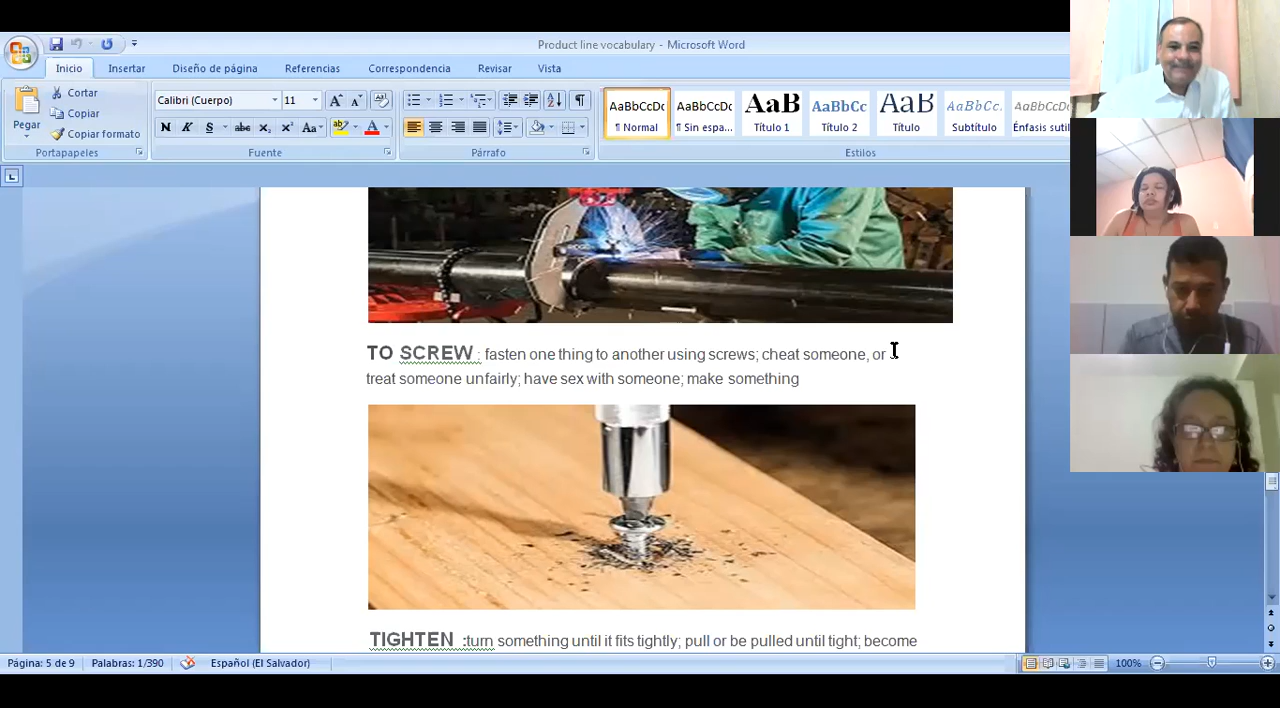 Product line vocabulary - Microsoft Word
Inicio Insertar Diseño de página Referencias Correspondencia Revisar Vista
Pegar
Cortar
Copiar
Copiar formato
Portapapeles
Calibri (Cuerpo) 11
N K S abc x₂ x² Aa
Fuente
Párrafo
AaBbCcDc AaBbCcDc AaB AaBbCc AaB AaBbCc. AaBbCcDc
¶ Normal ¶ Sin espa... Título 1 Título 2 Título Subtítulo Énfasis sutil
Estilos
TO SCREW : fasten one thing to another using screws; cheat someone, or
treat someone unfairly; have sex with someone; make something
TIGHTEN :turn something until it fits tightly; pull or be pulled until tight; become
Página: 5 de 9 Palabras: 1/390 Español (El Salvador) 100%